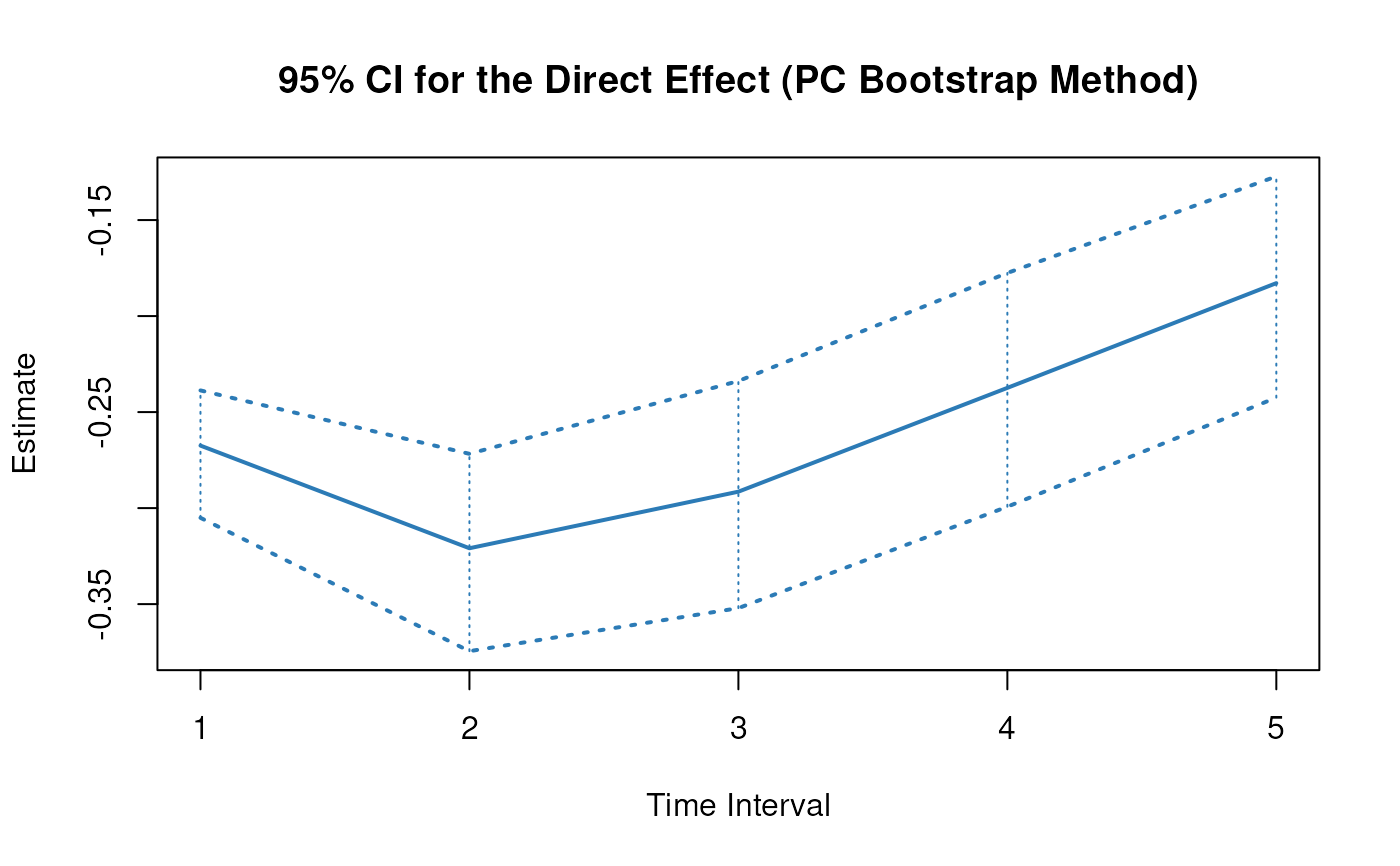 95% CI for the Direct Effect (PC Bootstrap Method)
Estimate
-0.15
-0.25
-0.35
1 2 3 4 5
Time Interval